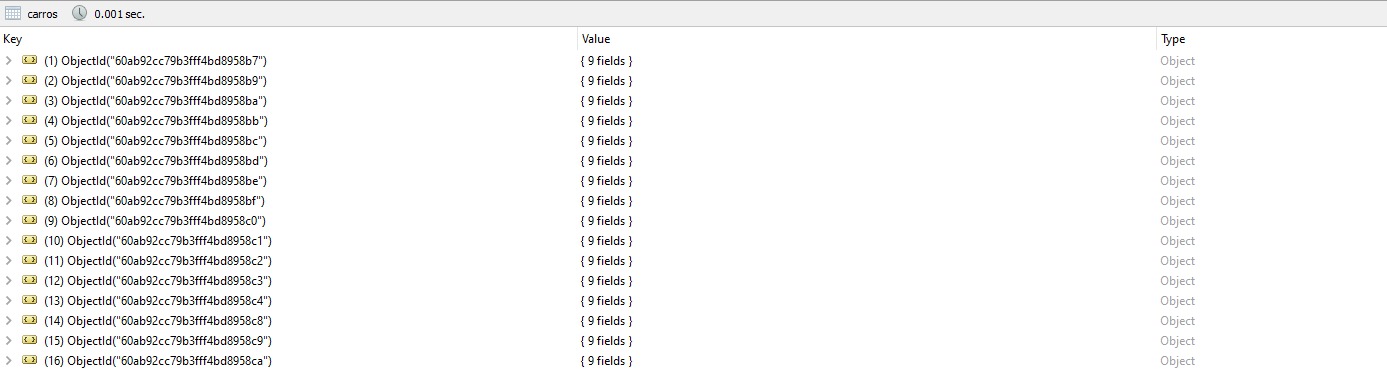 carros 0.001 sec.
Key Value Type
(1) ObjectId("60ab92cc79b3fff4bd8958b7") { 9 fields } Object
(2) ObjectId("60ab92cc79b3fff4bd8958b9") { 9 fields } Object
(3) ObjectId("60ab92cc79b3fff4bd8958ba") { 9 fields } Object
(4) ObjectId("60ab92cc79b3fff4bd8958bb") { 9 fields } Object
(5) ObjectId("60ab92cc79b3fff4bd8958bc") { 9 fields } Object
(6) ObjectId("60ab92cc79b3fff4bd8958bd") { 9 fields } Object
(7) ObjectId("60ab92cc79b3fff4bd8958be") { 9 fields } Object
(8) ObjectId("60ab92cc79b3fff4bd8958bf") { 9 fields } Object
(9) ObjectId("60ab92cc79b3fff4bd8958c0") { 9 fields } Object
(10) ObjectId("60ab92cc79b3fff4bd8958c1") { 9 fields } Object
(11) ObjectId("60ab92cc79b3fff4bd8958c2") { 9 fields } Object
(12) ObjectId("60ab92cc79b3fff4bd8958c3") { 9 fields } Object
(13) ObjectId("60ab92cc79b3fff4bd8958c4") { 9 fields } Object
(14) ObjectId("60ab92cc79b3fff4bd8958c8") { 9 fields } Object
(15) ObjectId("60ab92cc79b3fff4bd8958c9") { 9 fields } Object
(16) ObjectId("60ab92cc79b3fff4bd8958ca") { 9 fields } Object